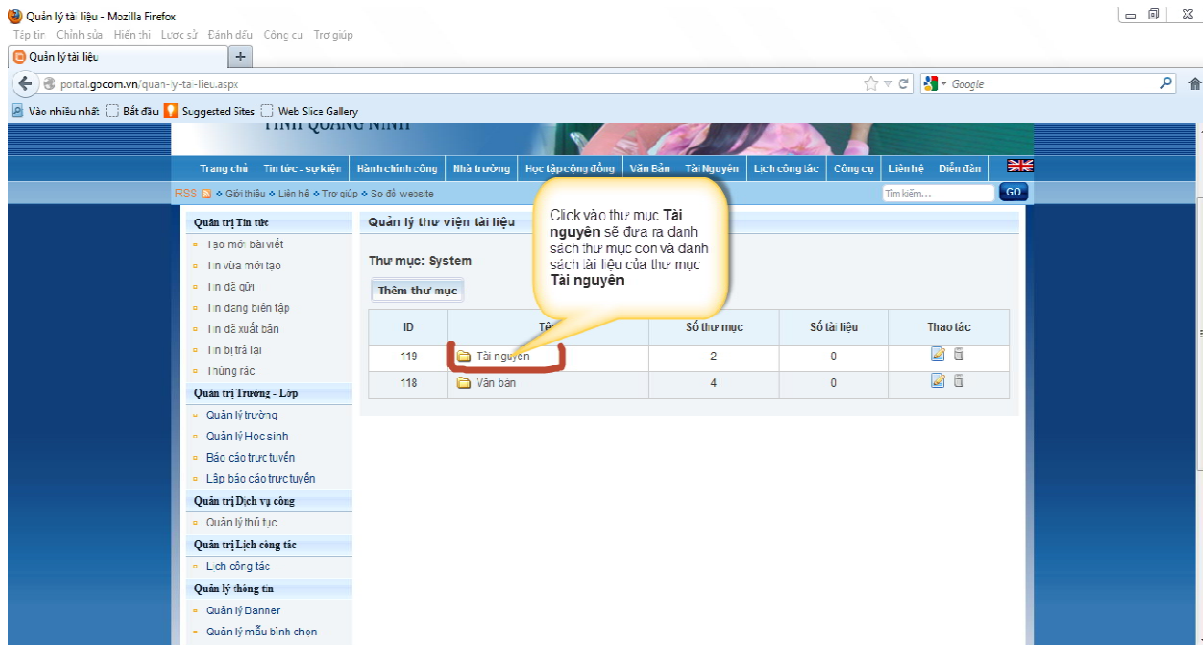 Quản lý tài liệu - Mozilla Firefox
Tập tin Chỉnh sửa Hiển thị Lược sử Đánh dấu Công cụ Trợ giúp
Quản lý tài liệu
portal.gpcom.vn/quan-ly-tai-lieu.aspx
Google
Vào nhiều nhất Bắt đầu Suggested Sites Web Slice Gallery
TỈNH QUẢNG NINH
Trang chủ Tin tức - sự kiện Hành chính công Nhà trường Học tập cộng đồng Văn Bản Tài Nguyên Lịch công tác Công cụ Liên hệ Diễn đàn
RSS Giới thiệu Liên hệ Trợ giúp Sơ đồ website
Tìm kiếm...
GO
Quản trị Tin tức
Tạo mới bài viết
Tin vừa mới tạo
Tin đã gửi
Tin đang biên tập
Tin đã xuất bản
Tin bị trả lại
Thùng rác
Quản trị Trường - Lớp
Quản lý trường
Quản lý Học sinh
Báo cáo trực tuyến
Lập báo cáo trực tuyến
Quản trị Dịch vụ công
Quản lý thủ tục
Quản trị Lịch công tác
Lịch công tác
Quản lý thông tin
Quản lý Banner
Quản lý mẫu bình chọn
Quản lý thư viện tài liệu
Thư mục: System
Thêm thư mục
Click vào thư mục Tài
nguyên sẽ đưa ra danh
sách thư mục con và danh
sách tài liệu của thư mục
Tài nguyên
ID Tê Số thư mục Số tài liệu Thao tác
119 Tài nguyên 2 0
118 Văn bản 4 0